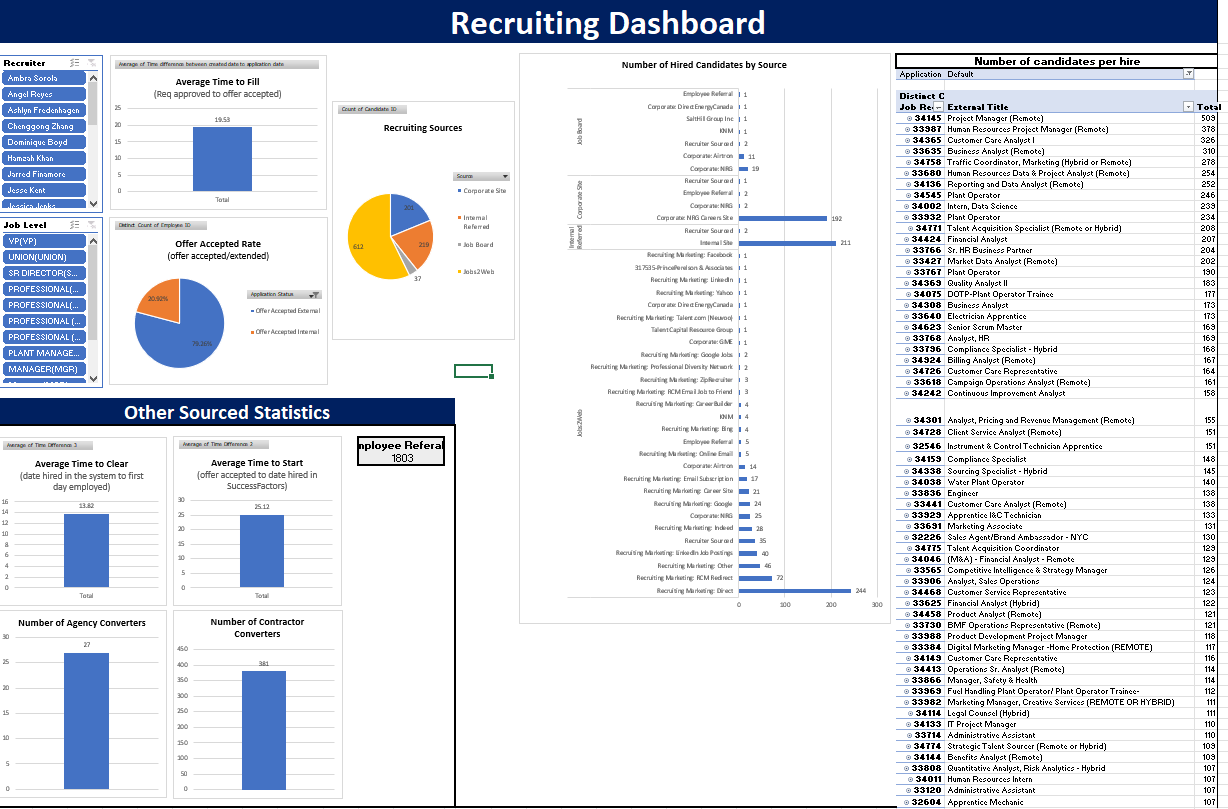 Recruiting Dashboard
Recruiter
Ambra Sorola
Angel Reyes
Ashlyn Fredenhagen
Chenggong Zhang
Dominique Boyd
Hamzah Khan
Jarred Finamore
Jesse Kent
Jessica Jenks
Job Level
VP(VP)
UNION(UNION)
SR DIRECTOR(S...
PROFESSIONAL(...
PROFESSIONAL(...
PROFESSIONAL (...
PROFESSIONAL (...
PLANT MANAGE...
MANAGER(MGR)
Average of Time difference between created date to application date
Average Time to Fill
(Req approved to offer accepted)
25
20
15
10
5
0
19.53
Total
Distinct Count of Employee ID
Offer Accepted Rate
(offer accepted/extended)
20.92%
Application Status
Offer Accepted External
Offer Accepted Internal
Count of Candidate ID
Recruiting Sources
219
37
612
Source
Corporate Site
Internal
Referred
Job Board
Jobs2Web
Number of Hired Candidates by Source
Job Board
Employee Referral 1
Corporate: Direct EnergyCanada 1
Salthill Group Inc 1
KNM 1
Recruiter Sourced 2
Corporate: Airtron 11
Corporate: NRG 19
Corporate Site
Recruiter Sourced 1
Employee Referral 2
Corporate: NRG 2
Corporate: NRG Careers Site 192
Internal
Referred
Recruiter Sourced 2
Internal Site 211
Jobs2Web
Recruiting Marketing: Facebook 1
317535-PrincePerelson & Associates 1
Recruiting Marketing: LinkedIn 1
Recruiting Marketing: Yahoo 1
Corporate: Direct EnergyCanada 1
Recruiting Marketing: Talent.com (Neuvoo) 1
Talent Capital Resource Group 1
Corporate: GME 1
Recruiting Marketing: Google Jobs 2
Recruiting Marketing: Professional Diversity Network 2
Recruiting Marketing: ZipRecruiter 3
Recruiting Marketing: RCM Email Job to Friend 3
Recruiting Marketing: CareerBuilder 4
KNM 4
Recruiting Marketing: Bing 4
Employee Referral 5
Recruiting Marketing: Online Email 5
Corporate: Airtron 14
Recruiting Marketing: Email Subscription 17
Recruiting Marketing: Career Site 21
Recruiting Marketing: Google 24
Corporate: NRG 25
Recruiting Marketing: Indeed 28
Recruiter Sourced 35
Recruiting Marketing: LinkedIn Job Postings 40
Recruiting Marketing: Other 46
Recruiting Marketing: RCM Redirect 72
Recruiting Marketing: Direct 244
0 100 200 300
Number of candidates per hire
Application Default
Distinct C
Job Re External Title Total
34145 Project Manager (Remote) 509
33987 Human Resources Project Manager (Remote) 378
34365 Customer Care Analyst I 326
33635 Business Analyst (Remote) 310
34758 Traffic Coordinator, Marketing (Hybrid or Remote) 278
33680 Human Resources Data & Project Analyst (Remote) 254
34136 Reporting and Data Analyst (Remote) 252
34545 Plant Operator 246
34002 Intern, Data Science 239
33932 Plant Operator 234
34771 Talent Acquisition Specialist (Remote or Hybrid) 208
34424 Financial Analyst 207
33766 Sr. HR Business Partner 204
33427 Market Data Analyst (Remote) 202
33767 Plant Operator 190
34369 Quality Analyst II 183
34075 DOTP-Plant Operator Trainee 177
34308 Business Analyst 173
33640 Electrician Apprentice 173
34623 Senior Scrum Master 169
33768 Analyst, HR 169
33796 Compliance Specialist - Hybrid 168
34924 Billing Analyst (Remote) 167
34726 Customer Care Representative 164
33618 Campaign Operations Analyst (Remote) 161
34242 Continuous Improvement Analyst 158
34301 Analyst, Pricing and Revenue Management (Remote) 155
34728 Client Service Analyst (Remote) 151
32546 Instrument & Control Technician Apprentice 151
34159 Compliance Specialist 148
34338 Sourcing Specialist - Hybrid 145
34038 Water Plant Operator 140
33836 Engineer 138
33441 Customer Care Analyst (Remote) 138
33929 Apprentice I&C Technician 133
33691 Marketing Associate 131
32226 Sales Agent/Brand Ambassador - NYC 130
34775 Talent Acquisition Coordinator 129
34046 (M&A) - Financial Analyst - Remote 129
33565 Competitive Intelligence & Strategy Manager 126
33906 Analyst, Sales Operations 124
34468 Customer Service Representative 123
33625 Financial Analyst (Hybrid) 122
34458 Product Analyst (Remote) 121
33730 BMF Operations Representative (Remote) 121
33988 Product Development Project Manager 118
33384 Digital Marketing Manager -Home Protection (REMOTE) 117
34149 Customer Care Representative 116
34413 Operations Sr. Analyst (Remote) 114
33866 Manager, Safety & Health 114
33969 Fuel Handling Plant Operator/ Plant Operator Trainee- 112
33982 Marketing Manager, Creative Services (REMOTE OR HYBRID) 111
34114 Legal Counsel (Hybrid) 111
34133 IT Project Manager 110
33714 Administrative Assistant 110
34774 Strategic Talent Sourcer (Remote or Hybrid) 109
34144 Benefits Analyst (Remote) 109
33808 Quantitative Analyst, Risk Analytics - Hybrid 107
34011 Human Resources Intern 107
33120 Administrative Assistant 107
32604 Apprentice Mechanic 107
Other Sourced Statistics
Average of Time Difference 3
Average Time to Clear
(date hired in the system to first
day employed)
16
14
12
10
8
6
4
2
0
13.82
Total
Average of Time Difference 2
Average Time to Start
(offer accepted to date hired in
SuccessFactors)
30
25
20
15
10
5
0
25.12
Total
mployee Referal
1803
Number of Agency Converters
30
25
20
15
10
5
0
27
Number of Contractor
Converters
450
400
350
300
250
200
150
100
50
0
381